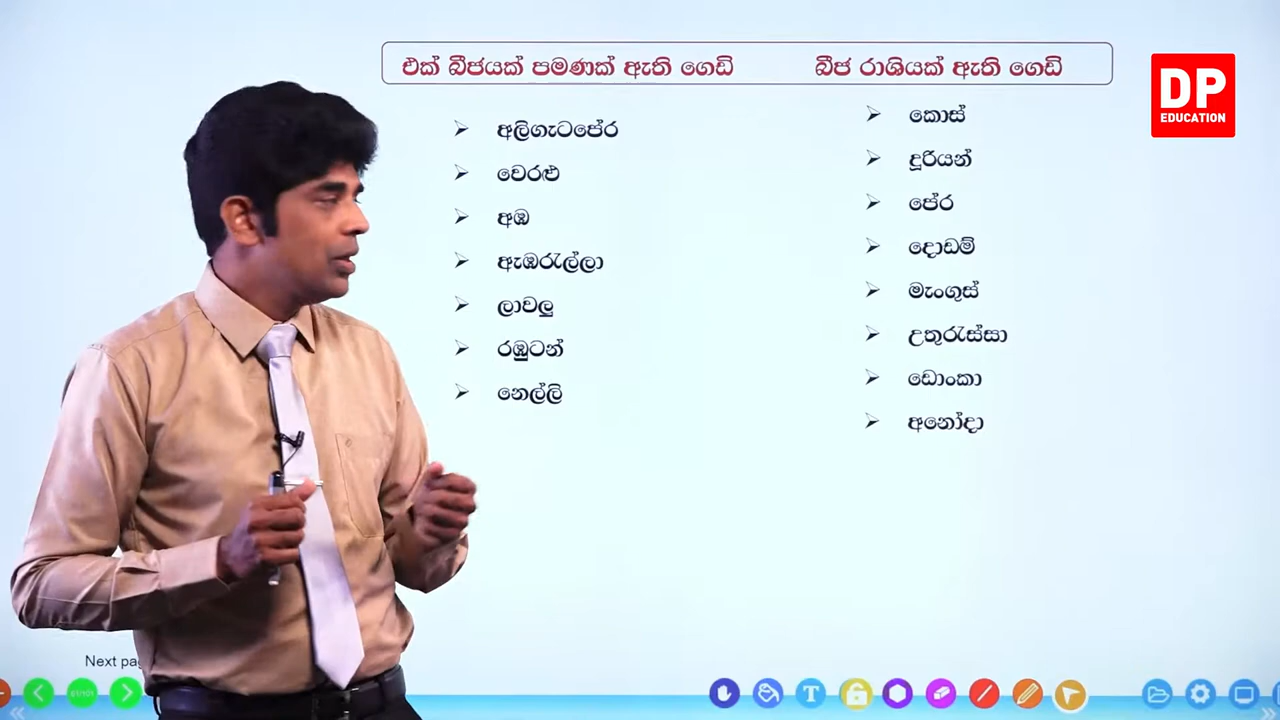 එක් බීජයක් පමණක් ඇති ගෙඩි
බීජ රාශියක් ඇති ගෙඩි
අලිගැටපේර
වෙරළු
අඹ
ඇඹරැල්ලා
ලාවලු
රඹුටන්
නෙල්ලි
කොස්
දූරියන්
පේර
දොඩම්
මැංගුස්
උතුරැස්සා
ඩොංකා
අනෝදා
DP
EDUCATION
Next
T